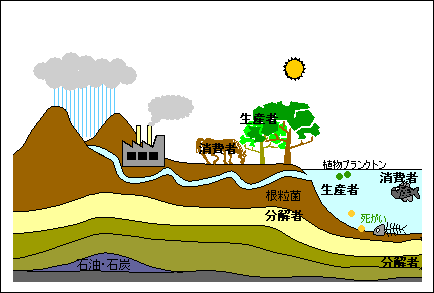 生産者
消費者
植物プランクトン
消費者
生産者
根粒菌
分解者
死がい
分解者
石油・石炭